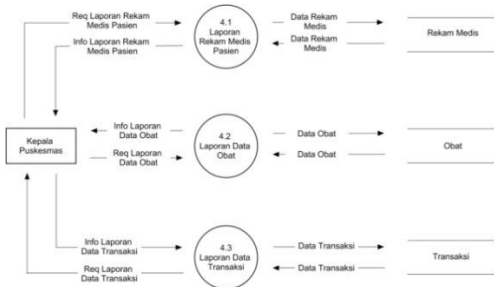 Req Laporan Rekam
Medis Pasien
Info Laporan Rekam
Medis Pasien
4.1
Laporan
Rekam Medis
Pasien
Data Rekam
Medis
Data Rekam
Medis
Rekam Medis
Kepala
Puskesmas
Info Laporan
Data Obat
Req Laporan
Data Obat
4.2
Laporan Data
Obat
Data Obat
Data Obat
Obat
Info Laporan
Data Transaksi
Req Laporan
Data Transaksi
4.3
Laporan Data
Transaksi
Data Transaksi
Data Transaksi
Transaksi